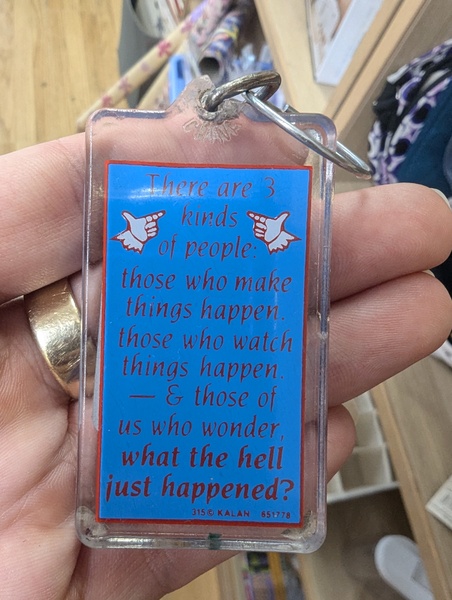 There are 3
kinds
of people:
those who make
things happen.
those who watch
things happen.
— & those of
us who wonder,
what the hell
just happened?
315© KALAN 651778